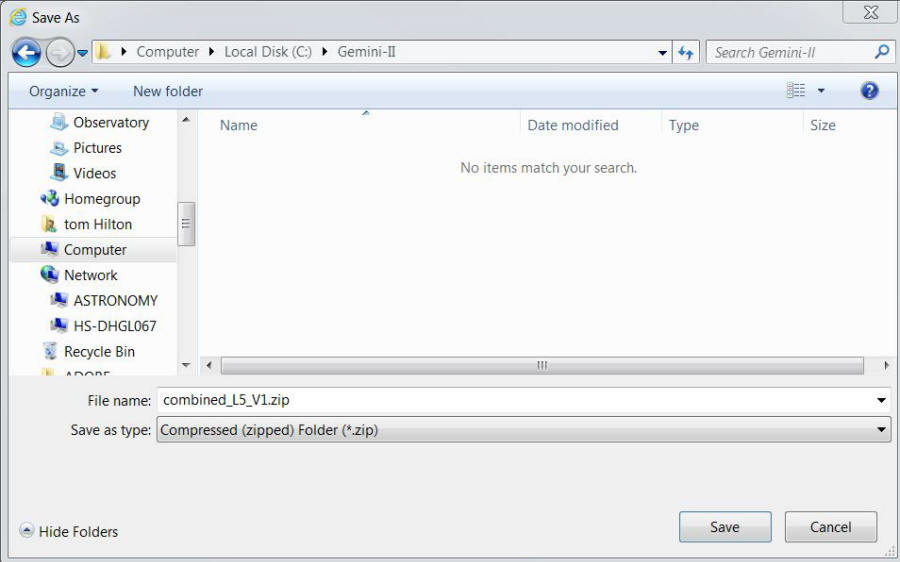 Save As
Computer Local Disk (C:) Gemini-II
Search Gemini-II
Organize New folder
Name Date modified Type Size
No items match your search.
Observatory
Pictures
Videos
Homegroup
tom Hilton
Computer
Network
ASTRONOMY
HS-DHGL067
Recycle Bin
ADOBE
File name: combined_L5_V1.zip
Save as type: Compressed (zipped) Folder (*.zip)
Hide Folders
Save Cancel